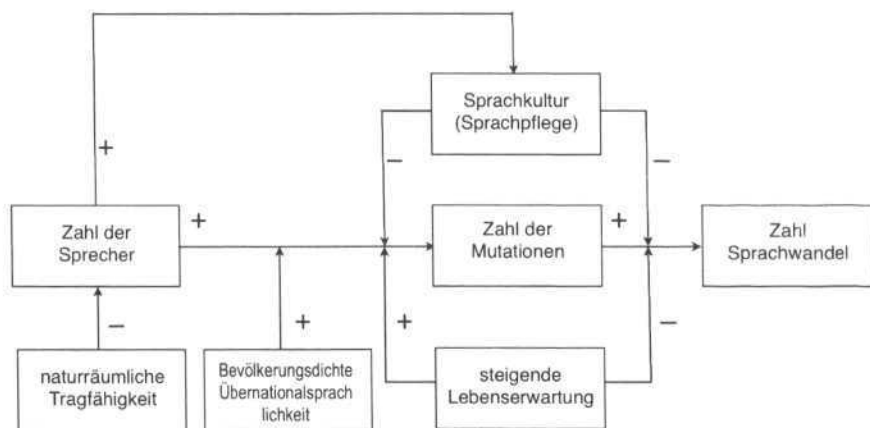 Sprachkultur
(Sprachpflege)
+
−
−
Zahl der
Sprecher
+
Zahl der
Mutationen
+
Zahl
Sprachwandel
−
+
+
−
naturräumliche
Tragfähigkeit
Bevölkerungsdichte
Übernationalsprach
lichkeit
steigende
Lebenserwartung